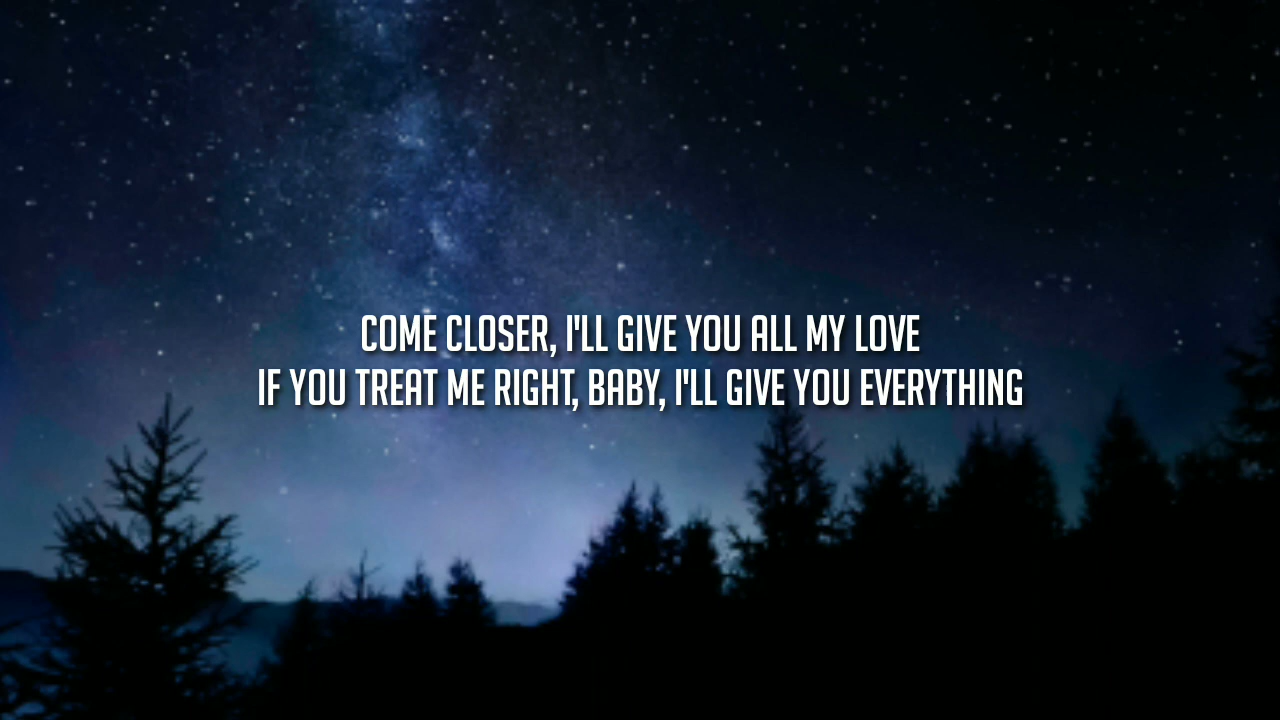 COME CLOSER, I'LL GIVE YOU ALL MY LOVE
IF YOU TREAT ME RIGHT, BABY, I'LL GIVE YOU EVERYTHING